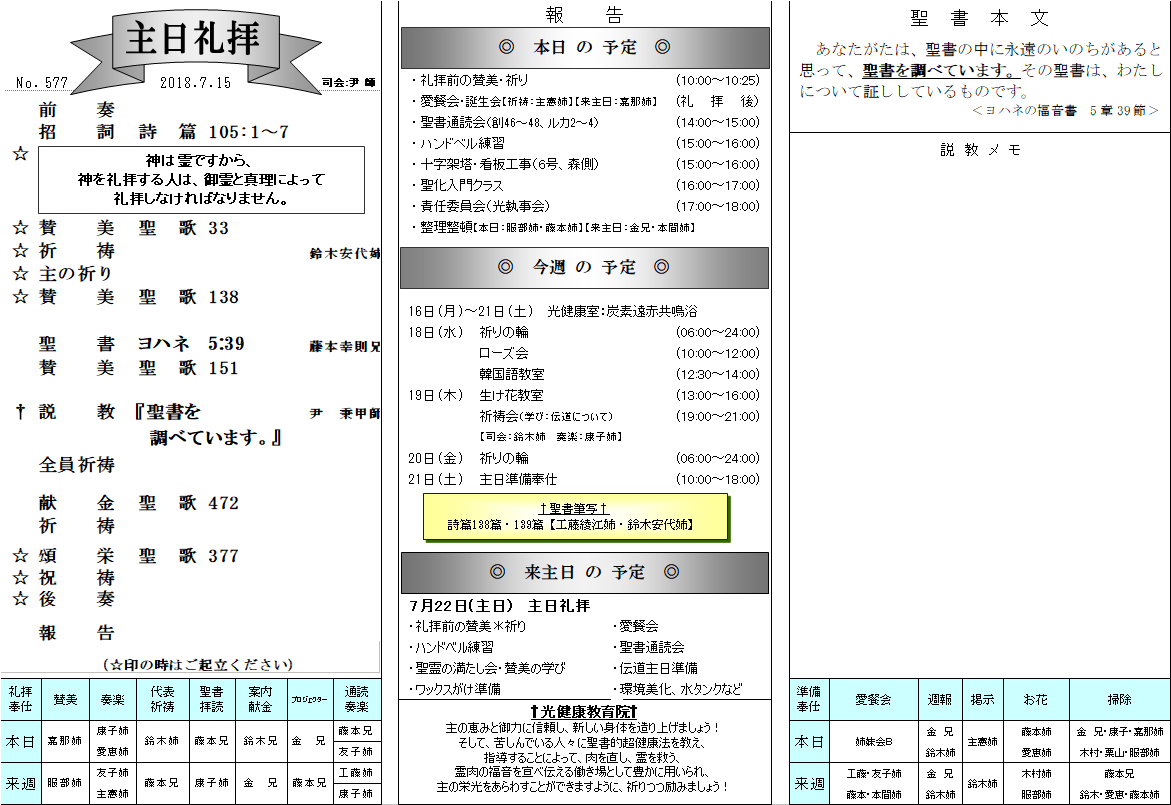 主日礼拝
No. 577
2018.7.15
司会:尹 師
前　奏
招　詞　詩　篇　105:1～7
☆
神は霊ですから、
神を礼拝する人は、御霊と真理によって
礼拝しなければなりません。
☆ 賛　美　聖　歌　33
☆ 祈　祷　鈴木安代姉
☆ 主の祈り
☆ 賛　美　聖　歌　138
聖　書　ヨハネ　5:39　藤本幸則兄
賛　美　聖　歌　151
† 説　教　『聖書を　尹　秉甲師
調べています。』
全員祈祷
献　金　聖　歌　472
祈　祷
☆ 頌　栄　聖　歌　377
☆ 祝　祷
☆ 後　奏
報　告
(☆印の時はご起立ください)
礼拝奉仕　賛美　奏楽　代表祈祷　聖書拝読　案内献金　プロジェクター　通読奏楽
本日　嘉那姉　康子姉　愛恵姉　鈴木姉　藤本兄　鈴木兄　金　兄　藤本兄　友子姉
来週　服部姉　友子姉　主憲姉　藤本兄　康子姉　金　兄　藤本兄　工藤姉　康子姉
報　告
◎　本日 の 予定　◎
・礼拝前の賛美・祈り　(10:00～10:25)
・愛餐会・誕生会【祈祷:主憲姉】【来主日:嘉那姉】　(礼　拝　後)
・聖書通読会(創46～48、ルカ2～4)　(14:00～15:00)
・ハンドベル練習　(15:00～16:00)
・十字架塔・看板工事(6号、森側)　(15:00～16:00)
・聖化入門クラス　(16:00～17:00)
・責任委員会(光執事会)　(17:00～18:00)
・整理整頓【本日:服部姉・藤本姉】【来主日:金兄・本間姉】
◎　今週 の 予定　◎
16日(月)～21日(土)　光健康室:炭素遠赤共鳴浴
18日(水)　祈りの輪　(06:00～24:00)
ローズ会　(10:00～12:00)
韓国語教室　(12:30～14:00)
19日(木)　生け花教室　(13:00～16:00)
祈祷会(学び:伝道について)　(19:00～21:00)
【司会:鈴木姉　奏楽:康子姉】
20日(金)　祈りの輪　(06:00～24:00)
21日(土)　主日準備奉仕　(10:00～18:00)
†聖書筆写†
詩篇138篇・139篇【工藤綾江姉・鈴木安代姉】
◎　来主日 の 予定　◎
7月22日(主日)　主日礼拝
・礼拝前の賛美＊祈り　・愛餐会
・ハンドベル練習　・聖書通読会
・聖霊の満たし会・賛美の学び　・伝道主日準備
・ワックスがけ準備　・環境美化、水タンクなど
†光健康教育院†
主の恵みと御力に信頼し、新しい身体を造り上げましょう!
そして、苦しんでいる人々に聖書的超健康法を教え、
指導することによって、肉を直し、霊を救う、
霊肉の福音を宣べ伝える働き場として豊かに用いられ、
主の栄光をあらわすことができますように、祈りつつ励みましょう!
聖　書　本　文
あなたがたは、聖書の中に永遠のいのちがあると
思って、聖書を調べています。その聖書は、わたし
について証ししているものです。
＜ヨハネの福音書　5章39節＞
説 教 メ モ
準備奉仕　愛餐会　週報　掲示　お花　掃除
本日　姉妹会B　金　兄　鈴木姉　主憲姉　藤本姉　愛恵姉　金　兄・康子・嘉那姉　木村・栗山・服部姉
来週　工藤・友子姉　藤本・本間姉　金　兄　鈴木姉　鈴木姉　木村姉　服部姉　藤本兄　鈴木・愛恵・藤本姉